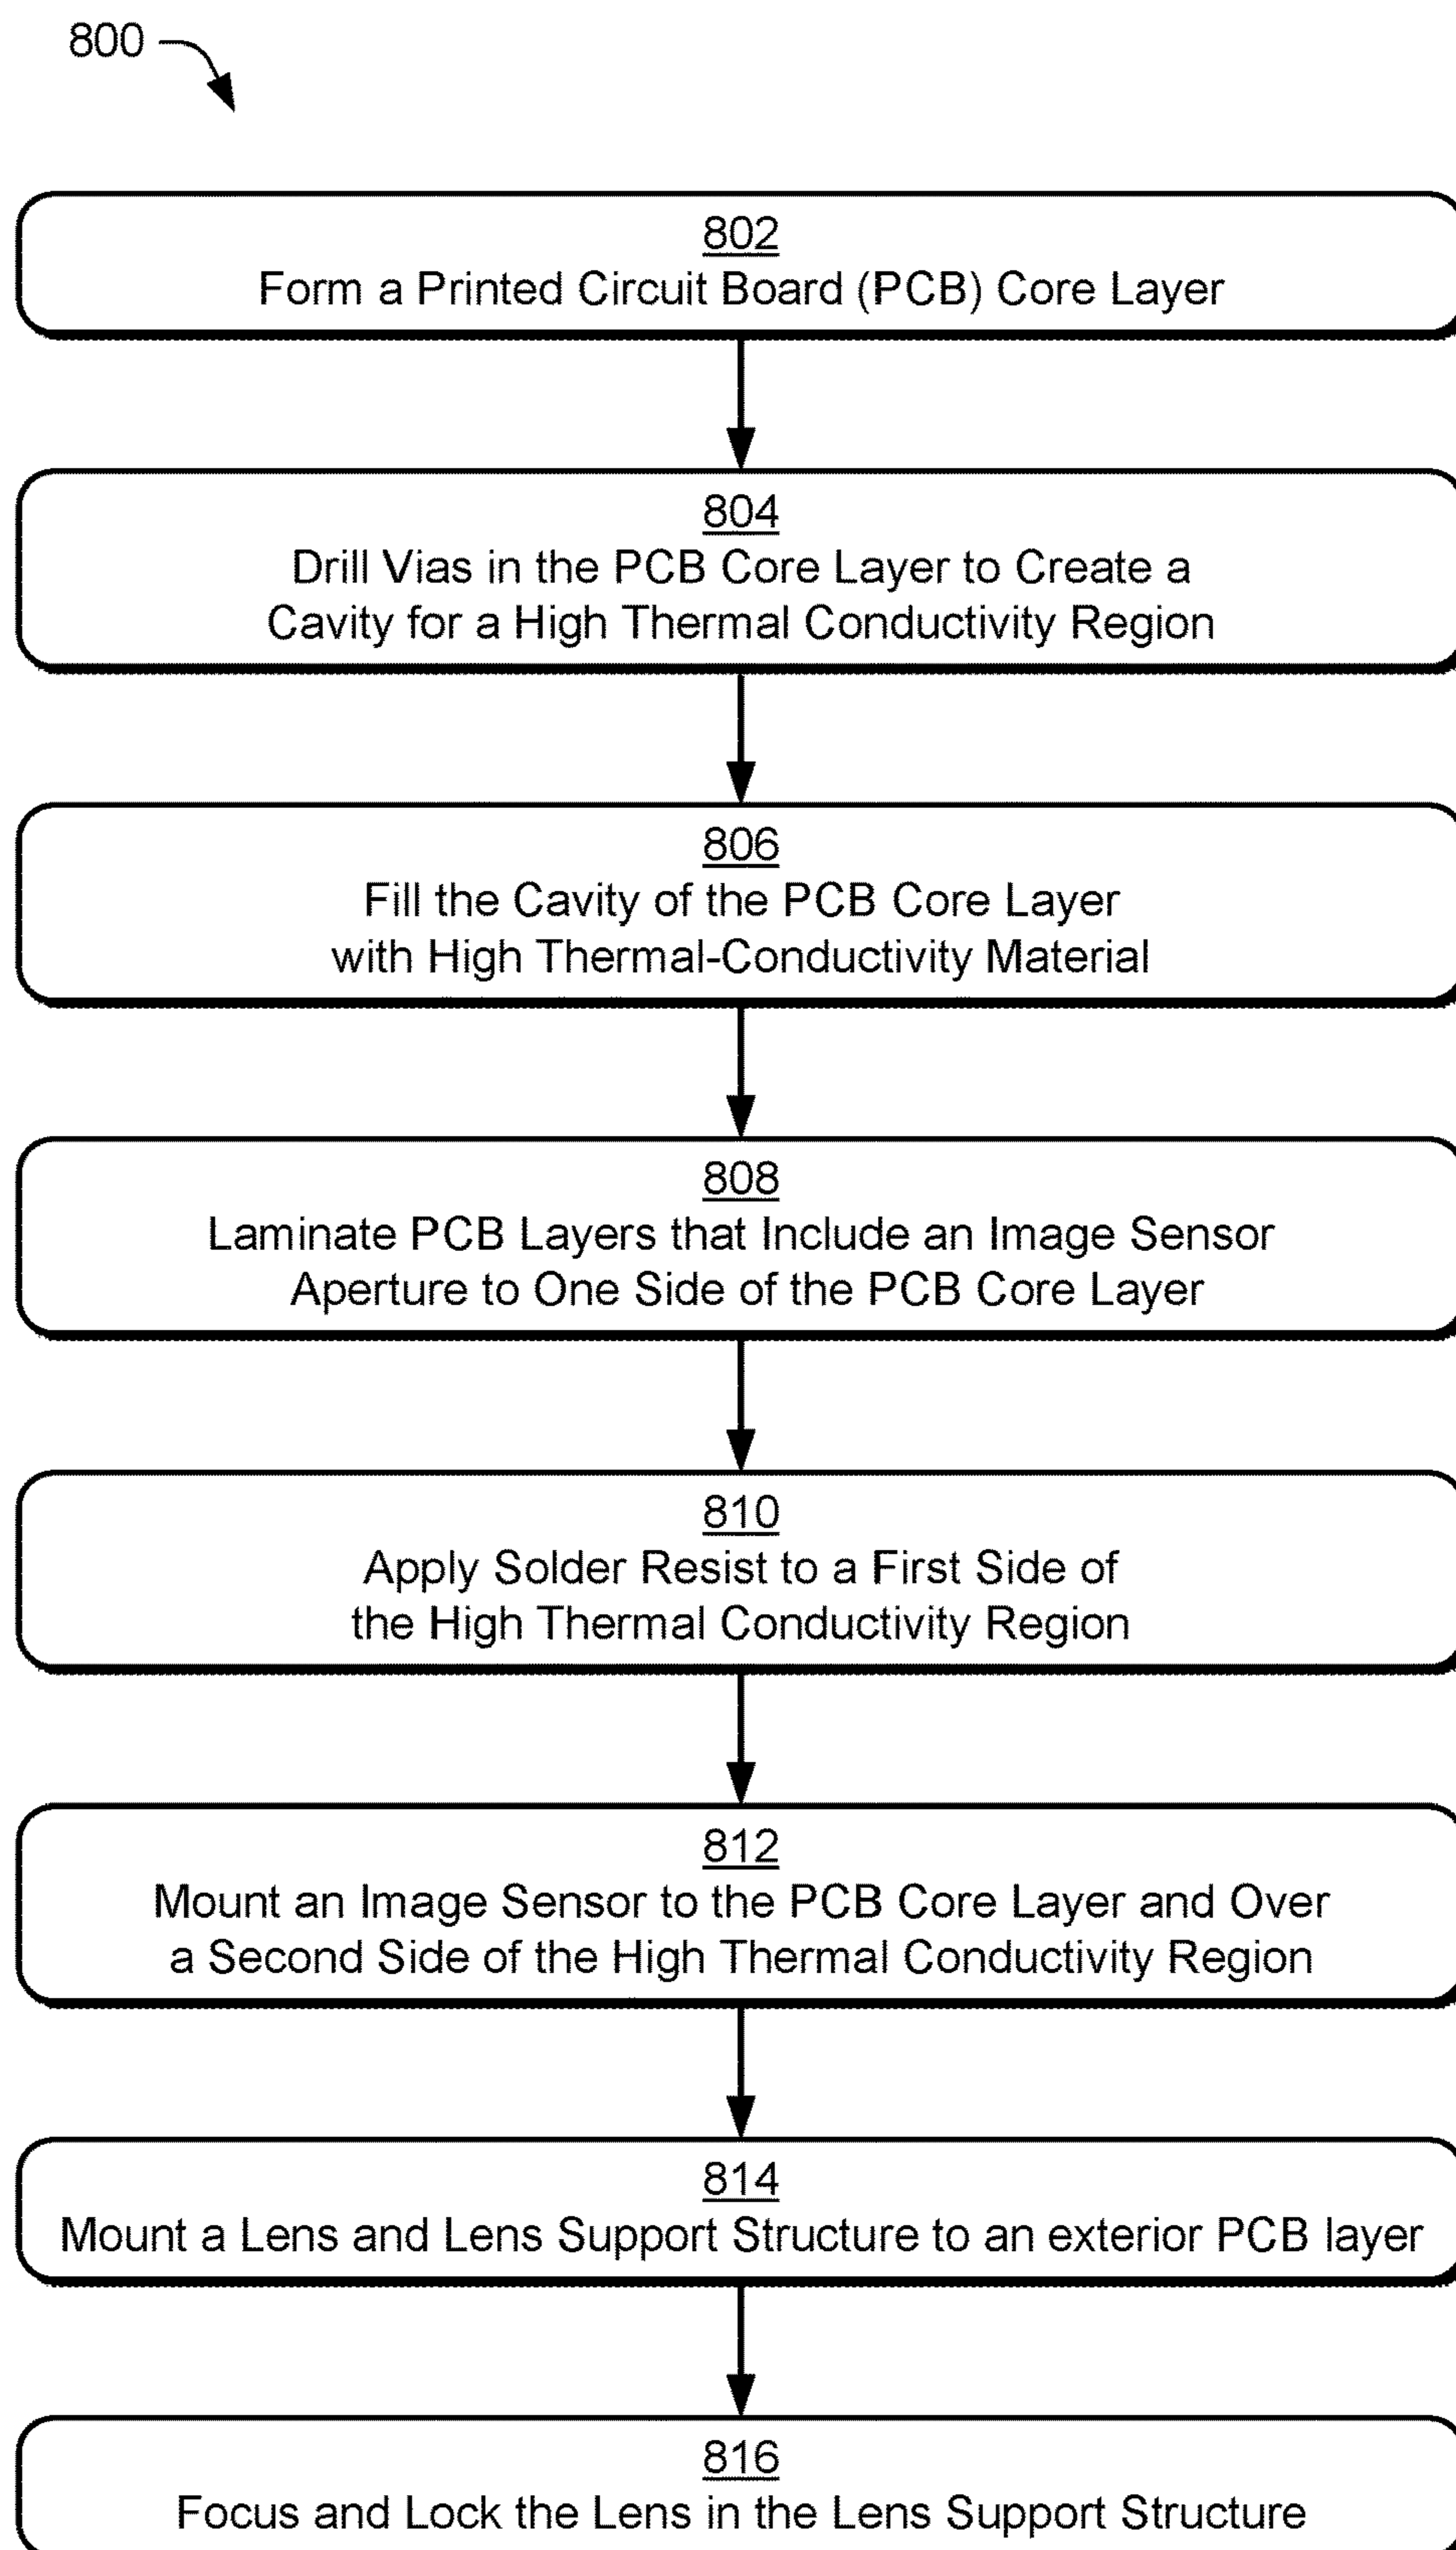 800
802
Form a Printed Circuit Board (PCB) Core Layer
804
Drill Vias in the PCB Core Layer to Create a
Cavity for a High Thermal Conductivity Region
806
Fill the Cavity of the PCB Core Layer
with High Thermal-Conductivity Material
808
Laminate PCB Layers that Include an Image Sensor
Aperture to One Side of the PCB Core Layer
810
Apply Solder Resist to a First Side of
the High Thermal Conductivity Region
812
Mount an Image Sensor to the PCB Core Layer and Over
a Second Side of the High Thermal Conductivity Region
814
Mount a Lens and Lens Support Structure to an exterior PCB layer
816
Focus and Lock the Lens in the Lens Support Structure